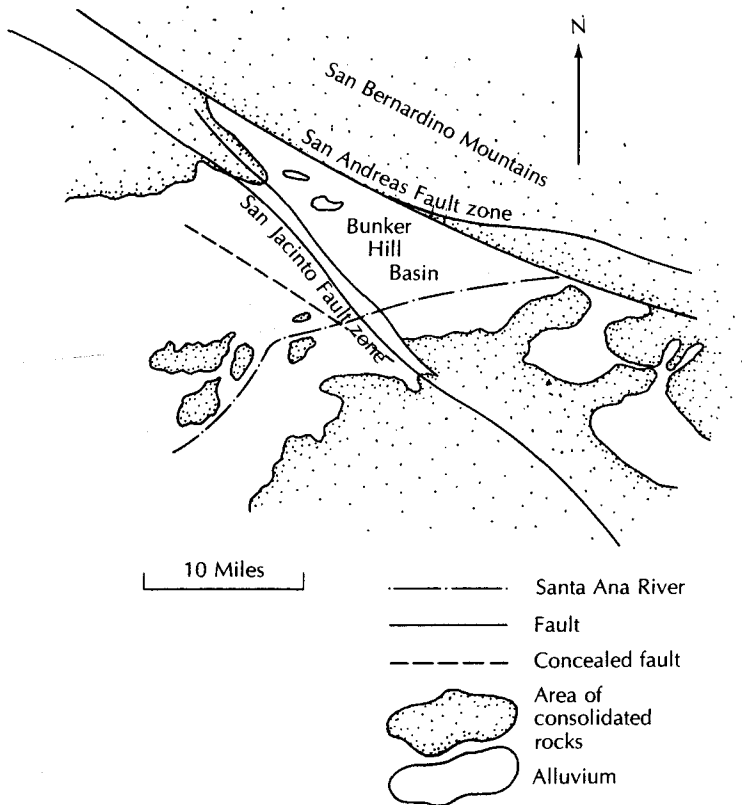 N
San Bernardino Mountains
San Andreas Fault zone
Bunker
Hill
Basin
San Jacinto Fault zone
10 Miles
Santa Ana River
Fault
Concealed fault
Area of
consolidated
rocks
Alluvium